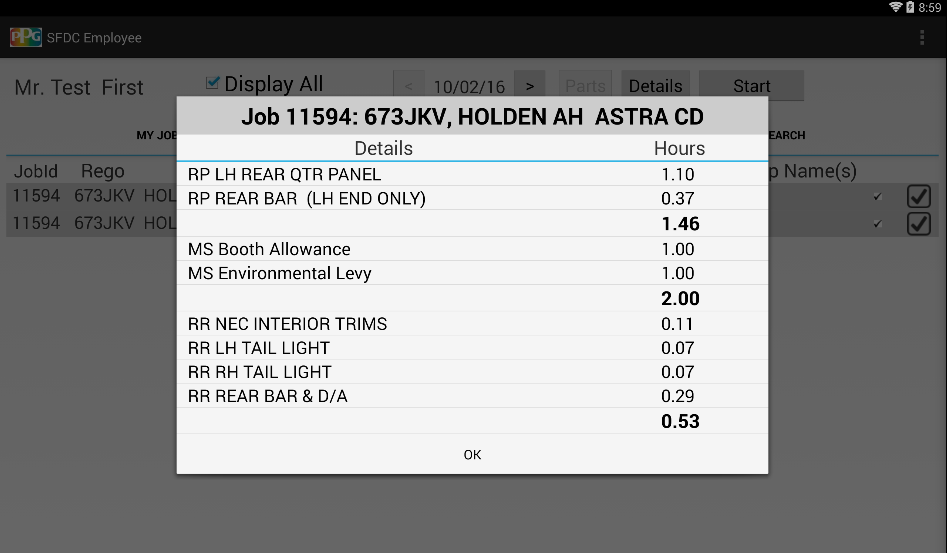 8:59
PPG SFDC Employee
Mr. Test First Display All < 10/02/16 > Parts Details Start
MY JOB
EARCH
JobId Rego p Name(s)
11594 673JKV HOL
11594 673JKV HOL
Job 11594: 673JKV, HOLDEN AH ASTRA CD
Details Hours
RP LH REAR QTR PANEL 1.10
RP REAR BAR (LH END ONLY) 0.37
1.46
MS Booth Allowance 1.00
MS Environmental Levy 1.00
2.00
RR NEC INTERIOR TRIMS 0.11
RR LH TAIL LIGHT 0.07
RR RH TAIL LIGHT 0.07
RR REAR BAR & D/A 0.29
0.53
OK